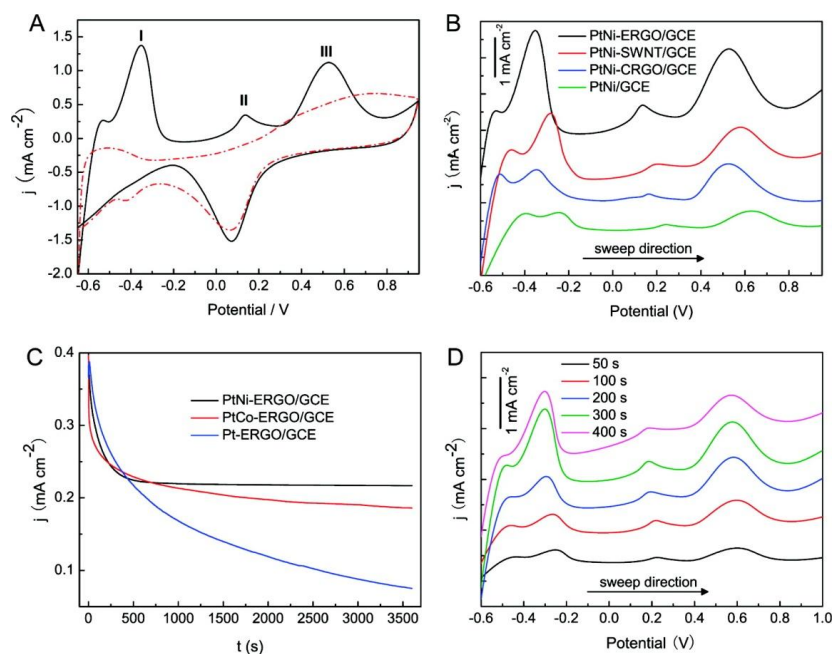 A
I
II
III
1.5
1.0
0.5
0.0
-0.5
-1.0
-1.5
-2.0
j (mA cm-2)
-0.6 -0.4 -0.2 0.0 0.2 0.4 0.6 0.8
Potential / V
B
1 mA cm-2
PtNi-ERGO/GCE
PtNi-SWNT/GCE
PtNi-CRGO/GCE
PtNi/GCE
sweep direction
j (mA cm-2)
-0.6 -0.4 -0.2 0.0 0.2 0.4 0.6 0.8
Potential (V)
C
0.4
0.3
0.2
0.1
j (mA cm-2)
PtNi-ERGO/GCE
PtCo-ERGO/GCE
Pt-ERGO/GCE
0 500 1000 1500 2000 2500 3000 3500
t (s)
D
1 mA cm-2
50 s
100 s
200 s
300 s
400 s
sweep direction
j (mA cm-2)
-0.6 -0.4 -0.2 0.0 0.2 0.4 0.6 0.8 1.0
Potential (V)